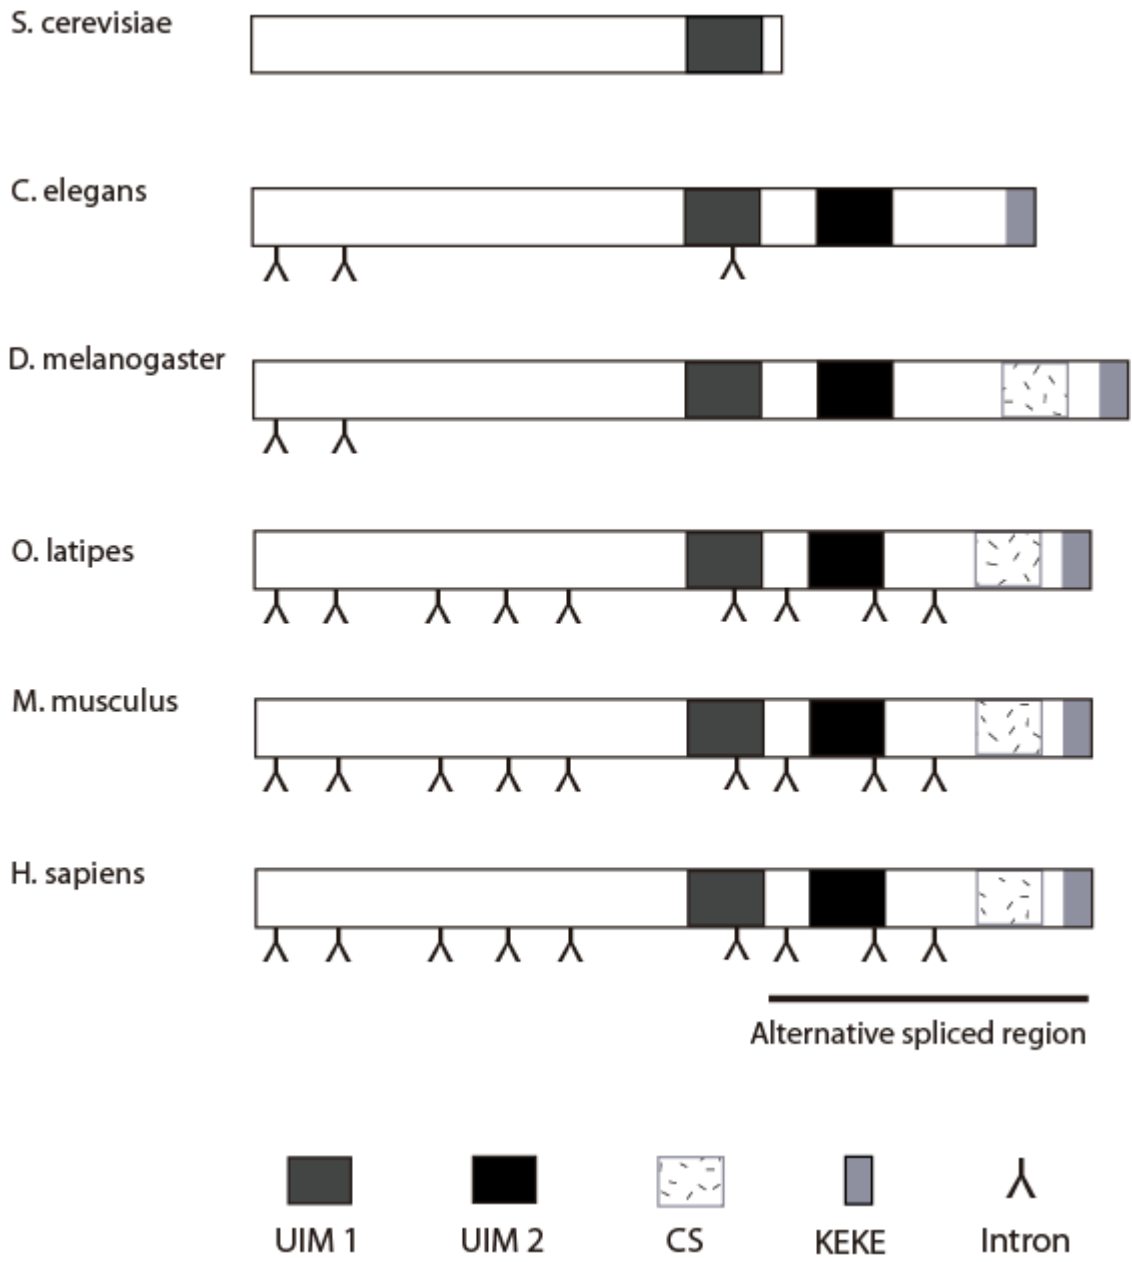 S. cerevisiae
C. elegans
D. melanogaster
O. latipes
M. musculus
H. sapiens
Alternative spliced region
UIM 1
UIM 2
CS
KEKE
Intron